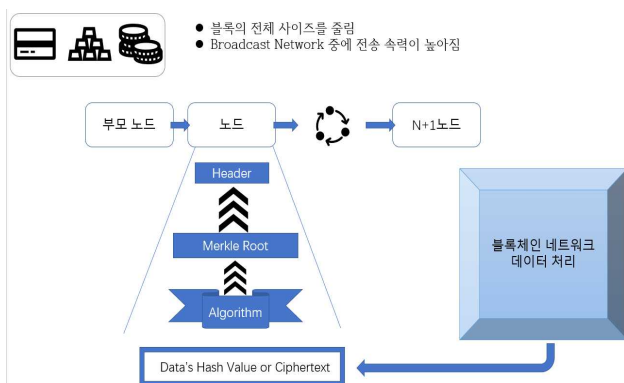 ● 블록의 전체 사이즈를 줄림
● Broadcast Network 중에 전송 속력이 높아짐
부모 노드
노드
N+1노드
Header
Merkle Root
Algorithm
Data's Hash Value or Ciphertext
블록체인 네트워크
데이터 처리